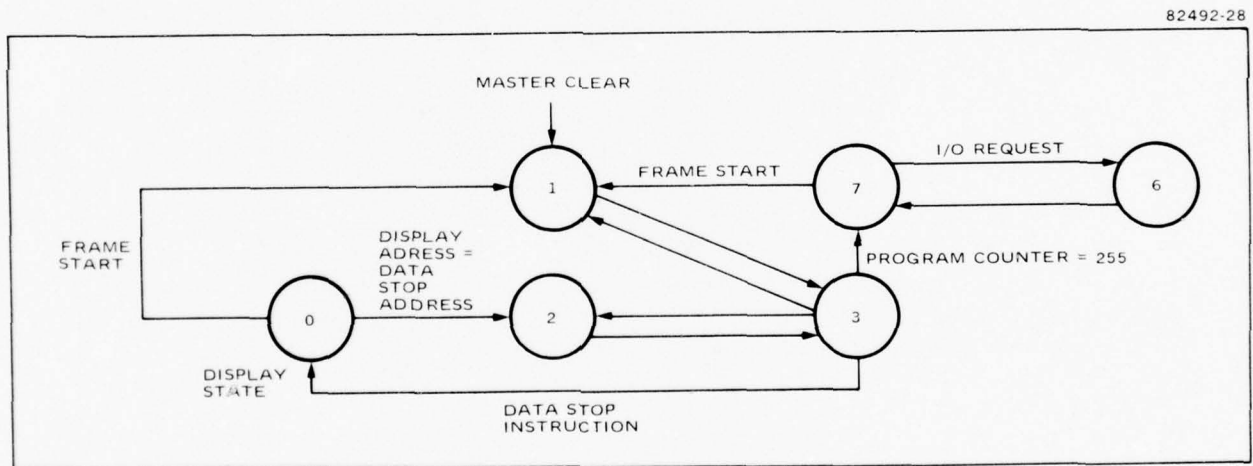 82492-28
MASTER CLEAR
I/O REQUEST
FRAME START
1
7
6
FRAME
START
DISPLAY
ADRESS =
DATA
STOP
ADDRESS
PROGRAM COUNTER = 255
0
2
3
DISPLAY
STATE
DATA STOP
INSTRUCTION